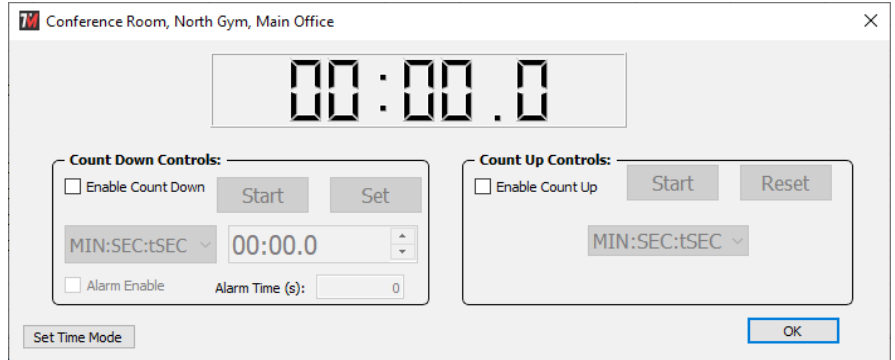 7M Conference Room, North Gym, Main Office
00:00.0
Count Down Controls:
Enable Count Down
Start
Set
MIN:SEC:tSEC
00:00.0
Alarm Enable
Alarm Time (s):
0
Count Up Controls:
Enable Count Up
Start
Reset
MIN:SEC:tSEC
Set Time Mode
OK